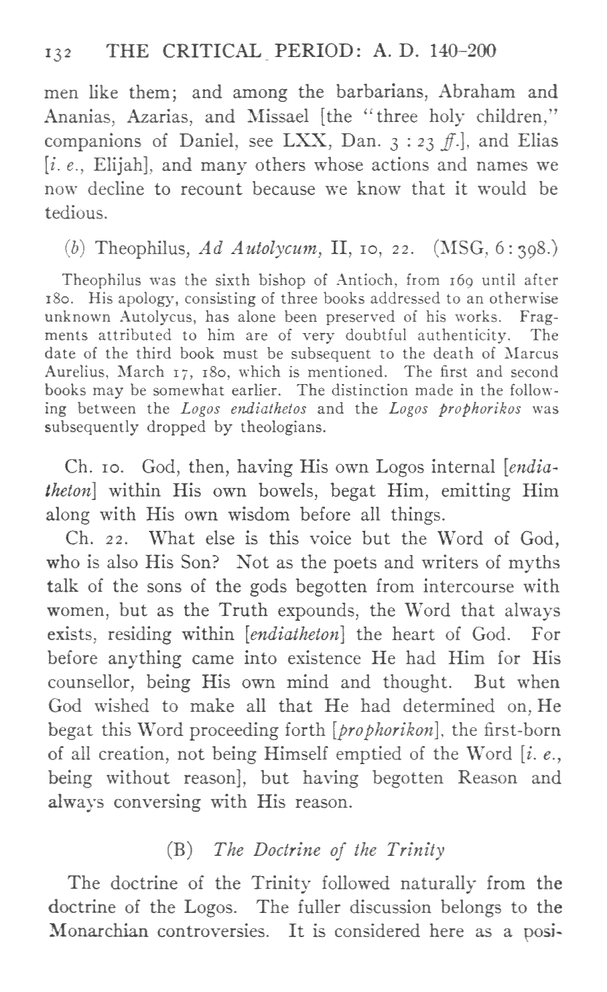 132 THE CRITICAL PERIOD: A. D. 140–200
men like them; and among the barbarians, Abraham and
Ananias, Azarias, and Missael [the "three holy children,"
companions of Daniel, see LXX, Dan. 3 : 23 ff.], and Elias
[i. e., Elijah], and many others whose actions and names we
now decline to recount because we know that it would be
tedious.
(b) Theophilus, Ad Autolycum, II, 10, 22. (MSG, 6 : 398.)
Theophilus was the sixth bishop of Antioch, from 169 until after
180. His apology, consisting of three books addressed to an otherwise
unknown Autolycus, has alone been preserved of his works. Frag-
ments attributed to him are of very doubtful authenticity. The
date of the third book must be subsequent to the death of Marcus
Aurelius, March 17, 180, which is mentioned. The first and second
books may be somewhat earlier. The distinction made in the follow-
ing between the Logos endiathetos and the Logos prophorikos was
subsequently dropped by theologians.
Ch. 10. God, then, having His own Logos internal [endia-
theton] within His own bowels, begat Him, emitting Him
along with His own wisdom before all things.
Ch. 22. What else is this voice but the Word of God,
who is also His Son? Not as the poets and writers of myths
talk of the sons of the gods begotten from intercourse with
women, but as the Truth expounds, the Word that always
exists, residing within [endiatheton] the heart of God. For
before anything came into existence He had Him for His
counsellor, being His own mind and thought. But when
God wished to make all that He had determined on, He
begat this Word proceeding forth [prophorikon], the first-born
of all creation, not being Himself emptied of the Word [i. e.,
being without reason], but having begotten Reason and
always conversing with His reason.
(B) The Doctrine of the Trinity
The doctrine of the Trinity followed naturally from the
doctrine of the Logos. The fuller discussion belongs to the
Monarchian controversies. It is considered here as a posi-